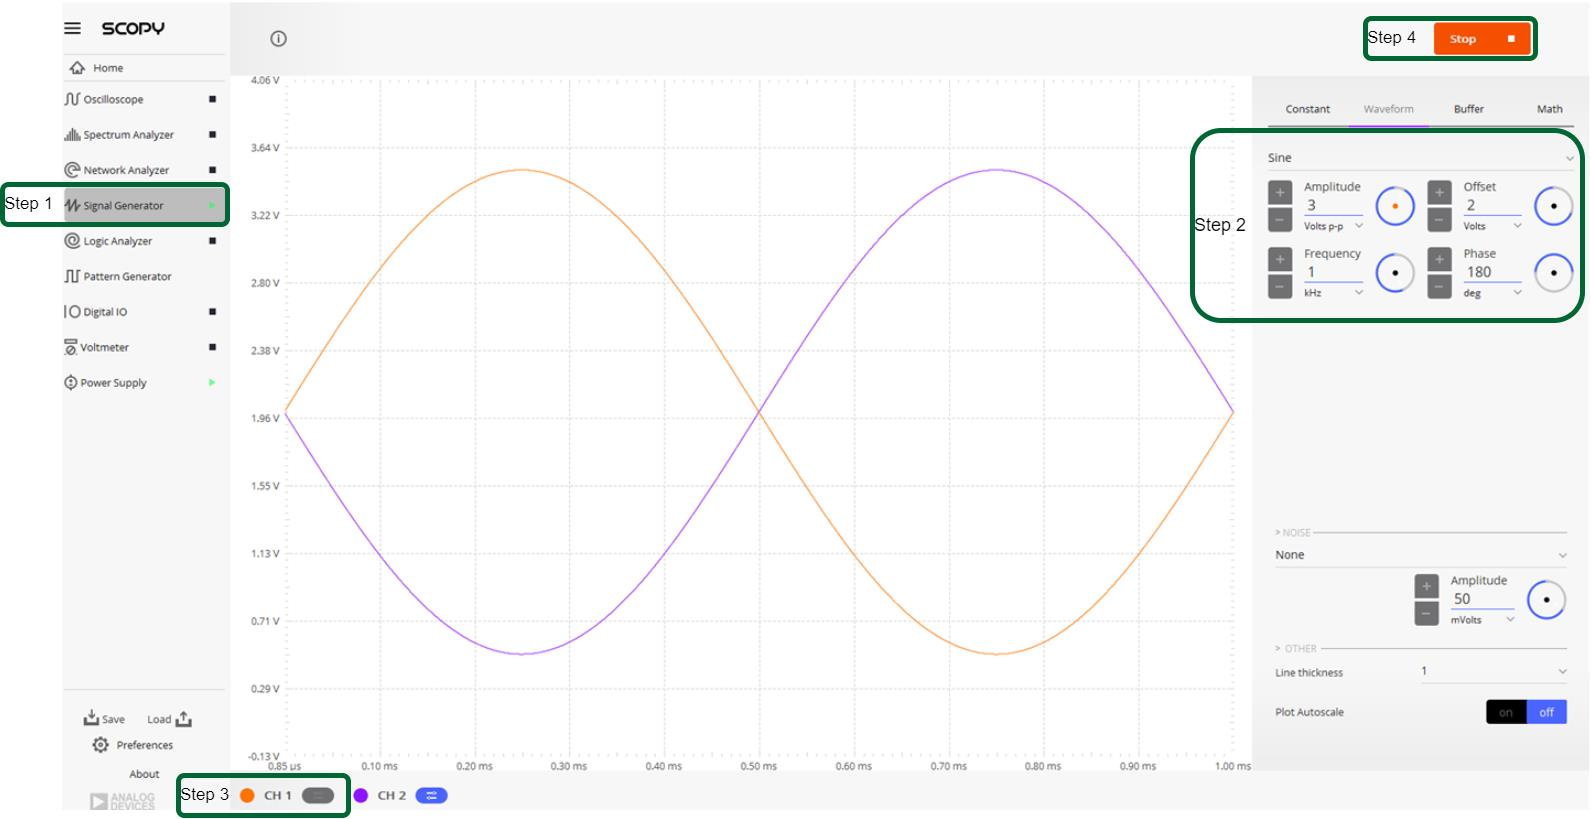 SCOPY
Step 4
Stop
Home
Oscilloscope
Spectrum Analyzer
Network Analyzer
Step 1
Signal Generator
Logic Analyzer
Pattern Generator
Digital IO
Voltmeter
Power Supply
Save Load
Preferences
About
ANALOG
DEVICES
4.06 V
3.64 V
3.22 V
2.80 V
2.38 V
1.96 V
1.55 V
1.13 V
0.71 V
0.29 V
-0.13 V
0.85 µs 0.10 ms 0.20 ms 0.30 ms 0.40 ms 0.50 ms 0.60 ms 0.70 ms 0.80 ms 0.90 ms 1.00 ms
Step 3 CH 1 CH 2
Constant Waveform Buffer Math
Sine
Step 2
Amplitude Offset
3 2
Volts p-p Volts
Frequency Phase
1 180
kHz deg
> NOISE
None
Amplitude
50
mVolts
> OTHER
Line thickness 1
Plot Autoscale on off